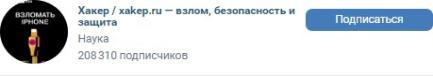 ВЗЛОМАТЬ
IPHONE
Хакер / xakep.ru — взлом, безопасность и
защита
Наука
208 310 подписчиков
Подписаться